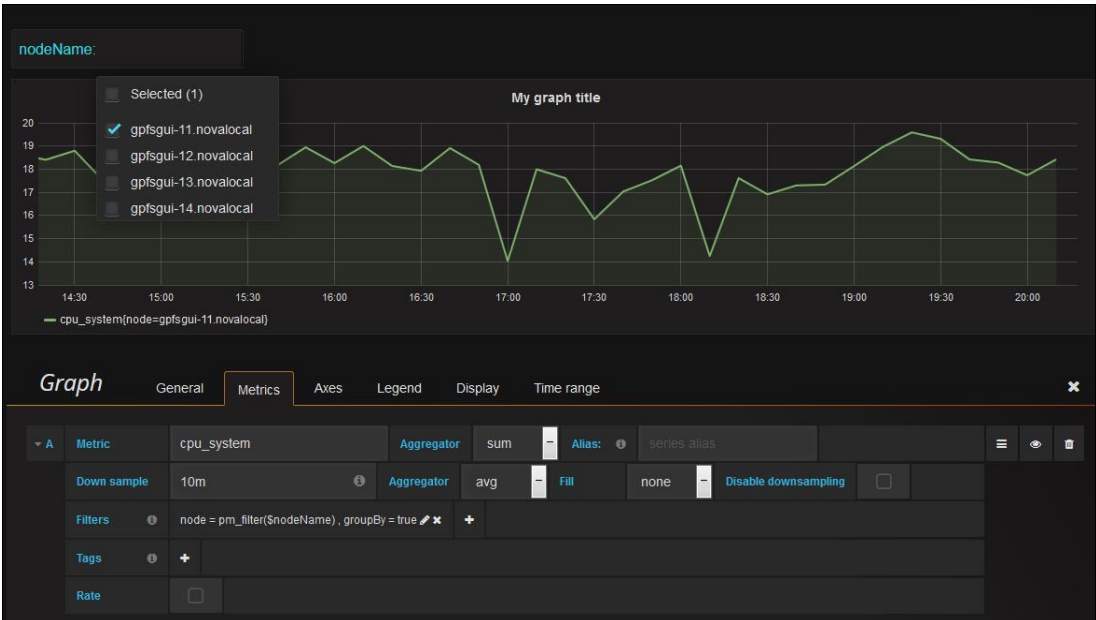 nodeName:
Selected (1)
gpfsgui-11.novalocal
gpfsgui-12.novalocal
gpfsgui-13.novalocal
gpfsgui-14.novalocal
My graph title
20
19
18
17
16
15
14
13
14:30 15:00 15:30 16:00 16:30 17:00 17:30 18:00 18:30 19:00 19:30 20:00
cpu_system{node=gpfsgui-11.novalocal}
Graph General Metrics Axes Legend Display Time range
A Metric cpu_system Aggregator sum Alias: series alias
Down sample 10m Aggregator avg Fill none Disable downsampling
Filters node = pm_filter($nodeName) , groupBy = true
Tags
Rate